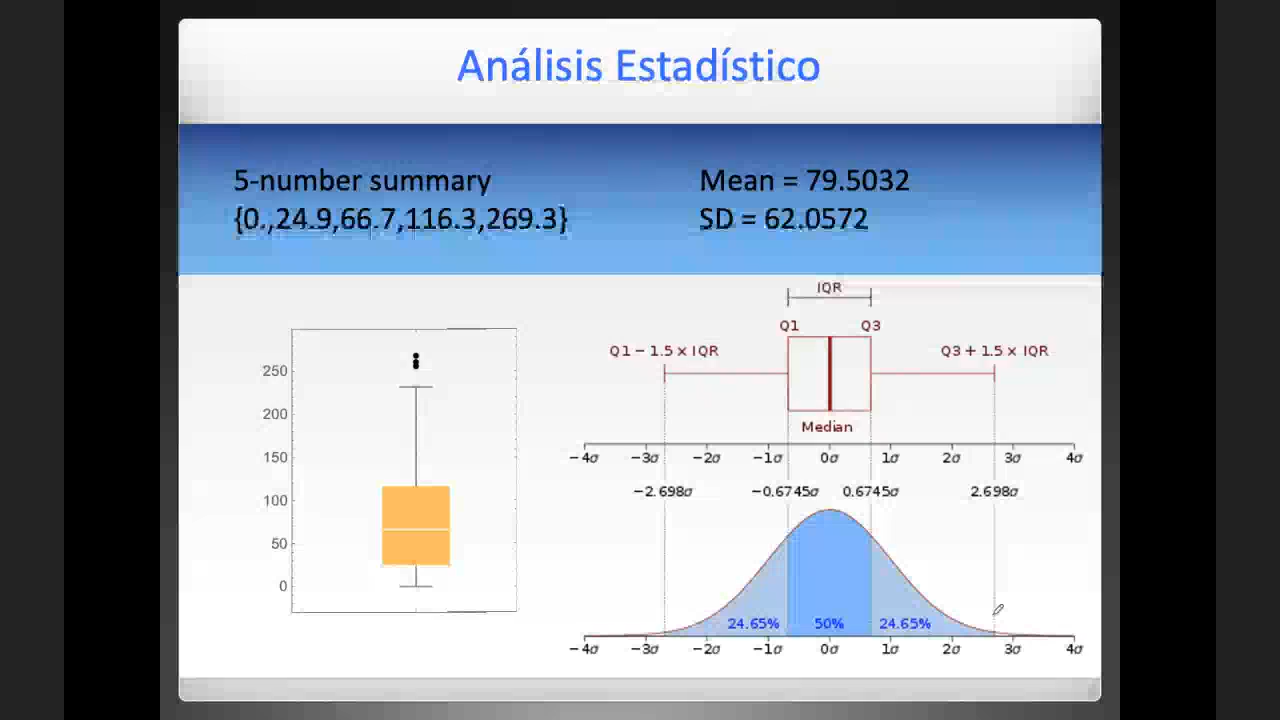 Análisis Estadístico
5-number summary
{0.,24.9,66.7,116.3,269.3}
Mean = 79.5032
SD = 62.0572
250
200
150
100
50
0
IQR
Q1 Q3
Q1 − 1.5 × IQR Q3 + 1.5 × IQR
Median
−4σ −3σ −2σ −1σ 0σ 1σ 2σ 3σ 4σ
−2.698σ −0.6745σ 0.6745σ 2.698σ
24.65% 50% 24.65%
−4σ −3σ −2σ −1σ 0σ 1σ 2σ 3σ 4σ